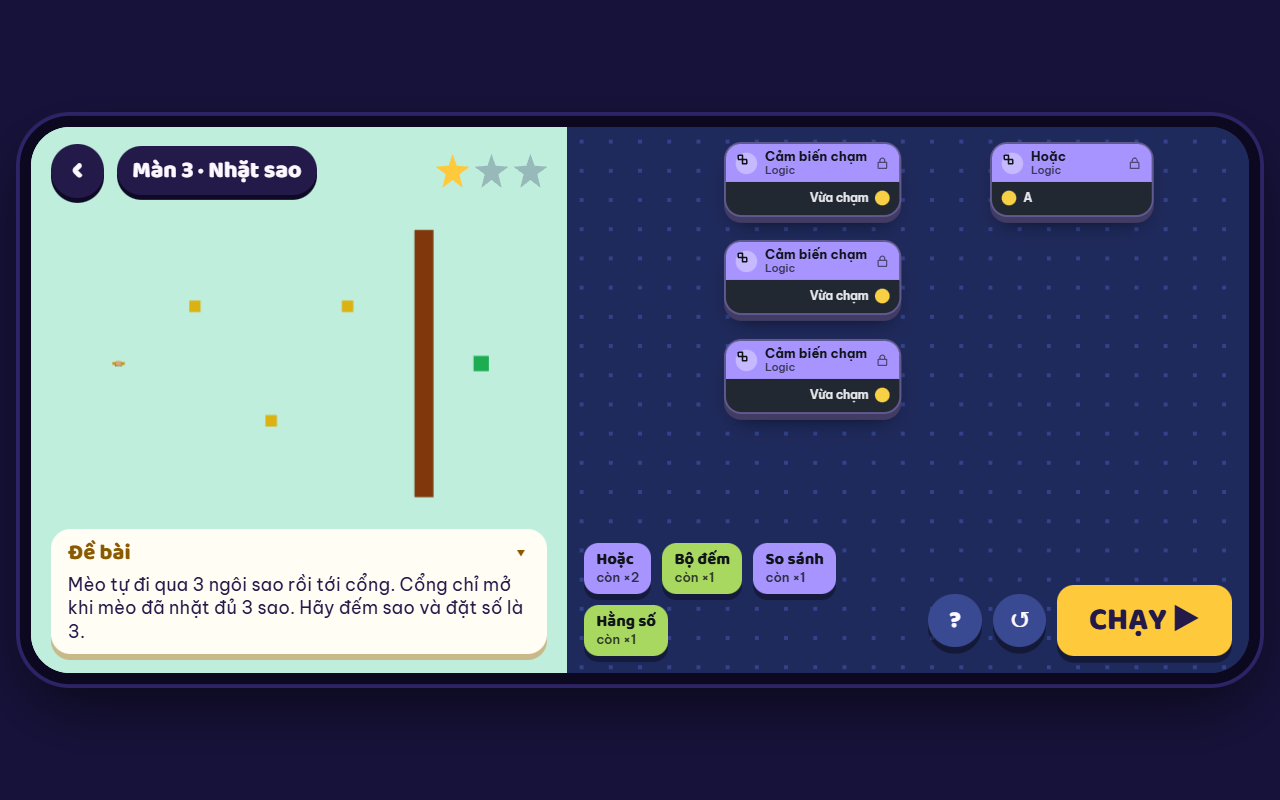 Màn 3 • Nhặt sao
Đề bài
Mèo tự đi qua 3 ngôi sao rồi tới cổng. Cổng chỉ mở
khi mèo đã nhặt đủ 3 sao. Hãy đếm sao và đặt số là
3.
Cảm biến chạm
Logic
Vừa chạm
Hoặc
Logic
A
Cảm biến chạm
Logic
Vừa chạm
Cảm biến chạm
Logic
Vừa chạm
Hoặc
còn ×2
Bộ đếm
còn ×1
So sánh
còn ×1
Hằng số
còn ×1
?
CHẠY